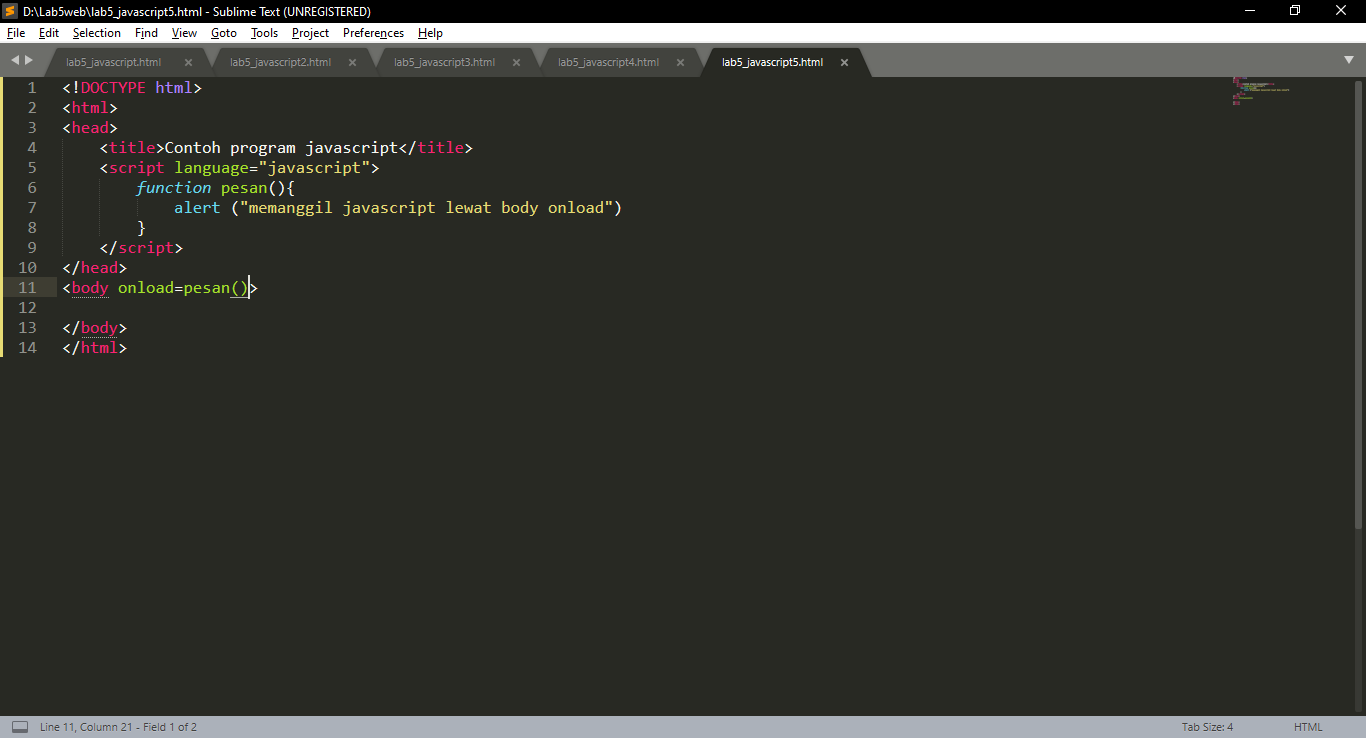 D:\Lab5web\lab5_javascript5.html - Sublime Text (UNREGISTERED)
File Edit Selection Find View Goto Tools Project Preferences Help
lab5_javascript.html lab5_javascript2.html lab5_javascript3.html lab5_javascript4.html lab5_javascript5.html
1 <!DOCTYPE html>
2 <html>
3 <head>
4 <title>Contoh program javascript</title>
5 <script language="javascript">
6 function pesan(){
7 alert ("memanggil javascript lewat body onload")
8 }
9 </script>
10 </head>
11 <body onload=pesan()>
12
13 </body>
14 </html>
Line 11, Column 21 - Field 1 of 2 Tab Size: 4 HTML